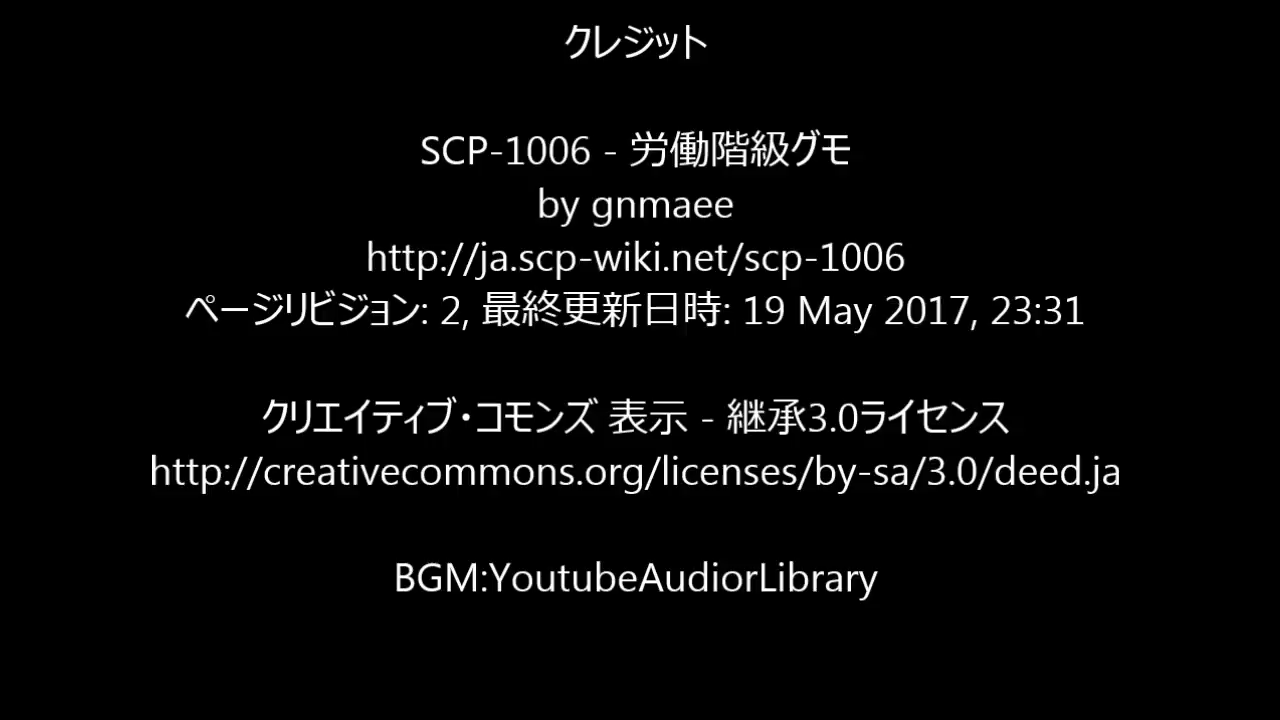 クレジット
SCP-1006 - 労働階級グモ
by gnmaee
http://ja.scp-wiki.net/scp-1006
ページリビジョン: 2, 最終更新日時: 19 May 2017, 23:31
クリエイティブ・コモンズ 表示 - 継承3.0ライセンス
http://creativecommons.org/licenses/by-sa/3.0/deed.ja
BGM:YoutubeAudiorLibrary